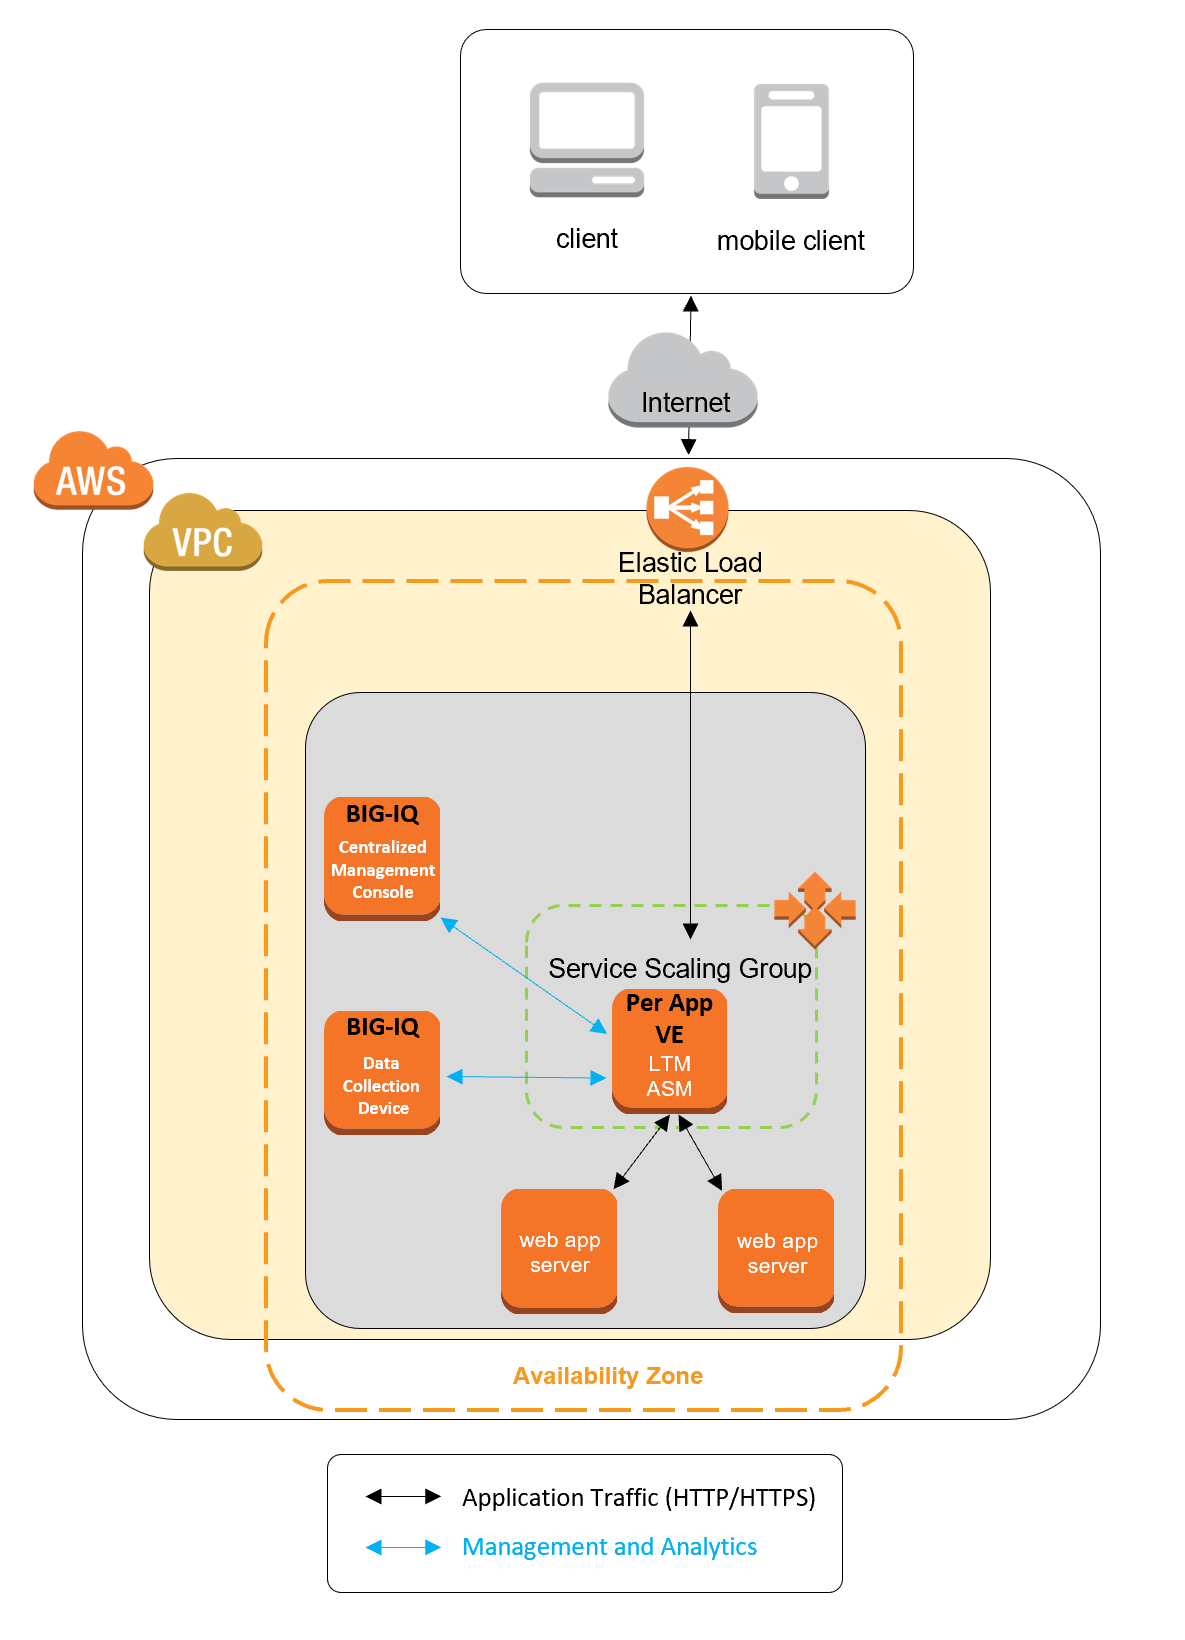 client
mobile client
Internet
AWS
VPC
Elastic Load
Balancer
BIG-IQ
Centralized
Management
Console
Service Scaling Group
Per App
VE
LTM
ASM
BIG-IQ
Data
Collection
Device
web app
server
web app
server
Availability Zone
Application Traffic (HTTP/HTTPS)
Management and Analytics